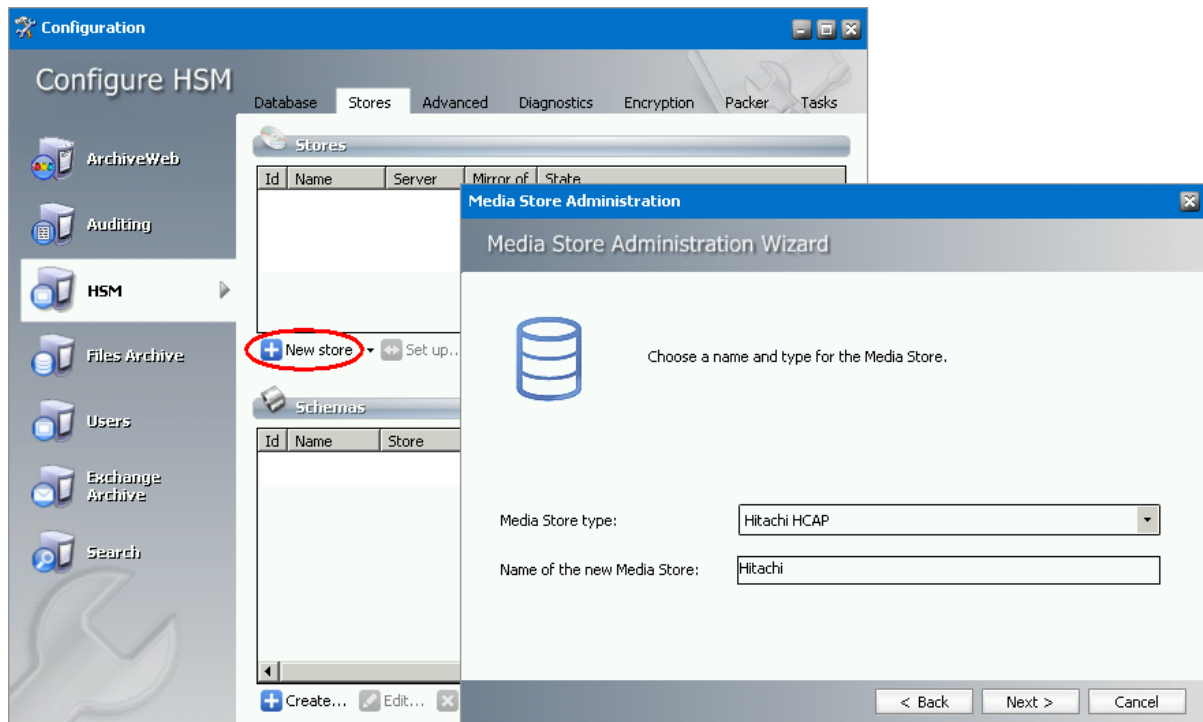 Configuration
Configure HSM
Database Stores Advanced Diagnostics Encryption Packer Tasks
ArchiveWeb
Auditing
HSM
Files Archive
Users
Exchange
Archive
Search
Stores
Id Name Server Mirror of State
New store Set up...
Schemas
Id Name Store
Create... Edit...
Media Store Administration
Media Store Administration Wizard
Choose a name and type for the Media Store.
Media Store type: Hitachi HCAP
Name of the new Media Store: Hitachi
< Back Next > Cancel